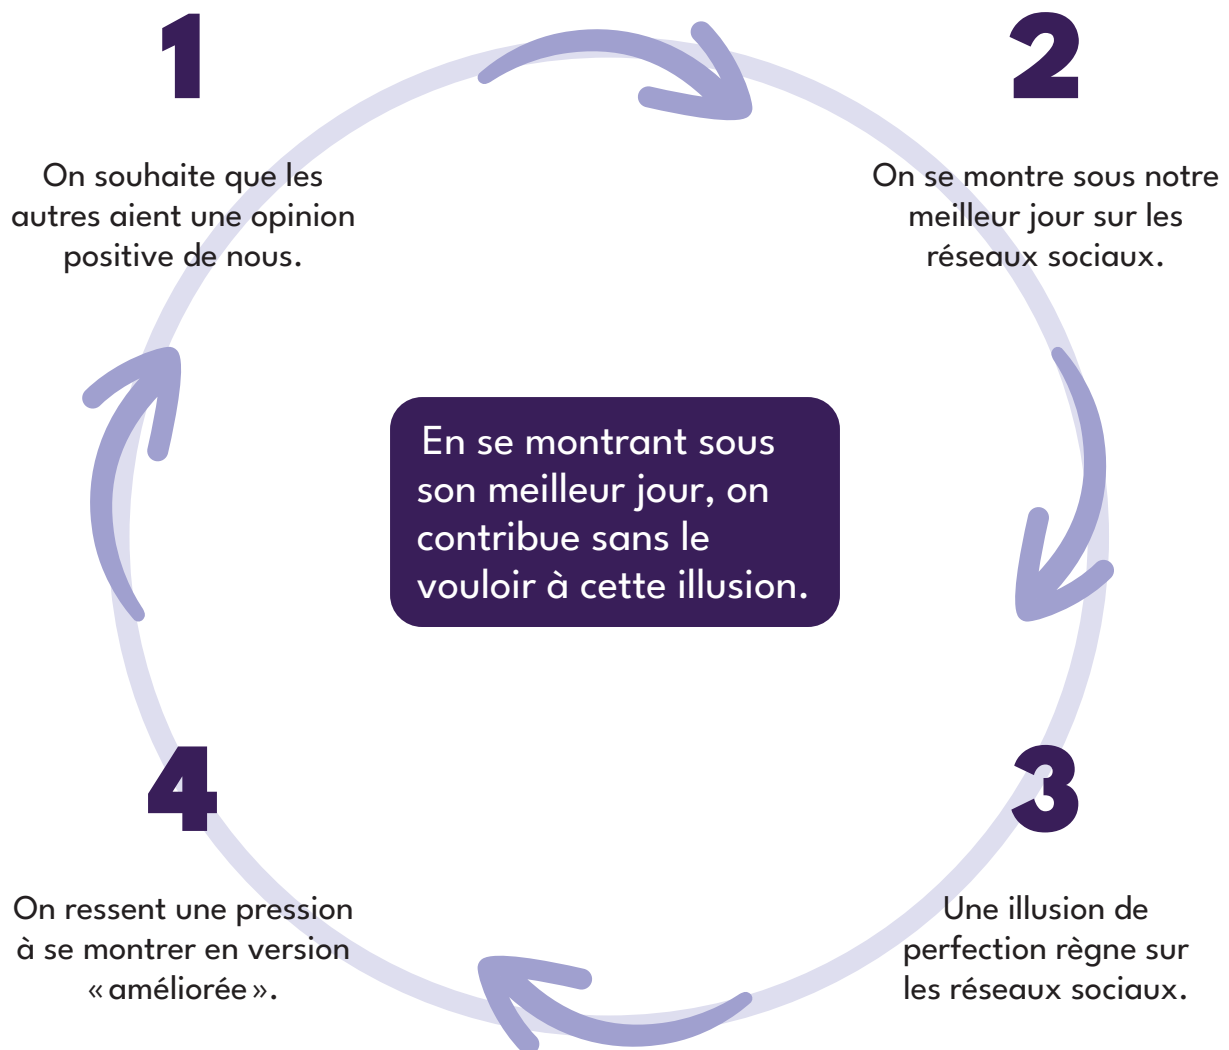 1
On souhaite que les
autres aient une opinion
positive de nous.
2
On se montre sous notre
meilleur jour sur les
réseaux sociaux.
En se montrant sous
son meilleur jour, on
contribue sans le
vouloir à cette illusion.
3
Une illusion de
perfection règne sur
les réseaux sociaux.
4
On ressent une pression
à se montrer en version
« améliorée ».